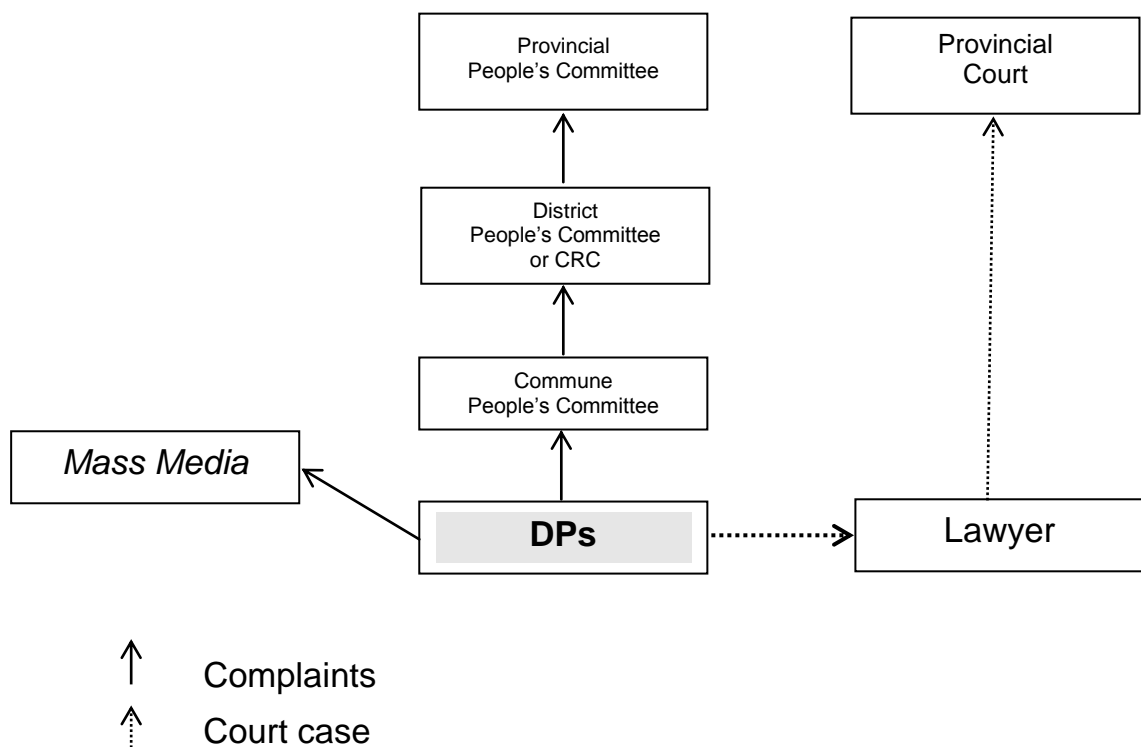 Provincial
People’s Committee
Provincial
Court
District
People’s Committee
or CRC
Commune
People’s Committee
Mass Media
DPs
Lawyer
Complaints
Court case